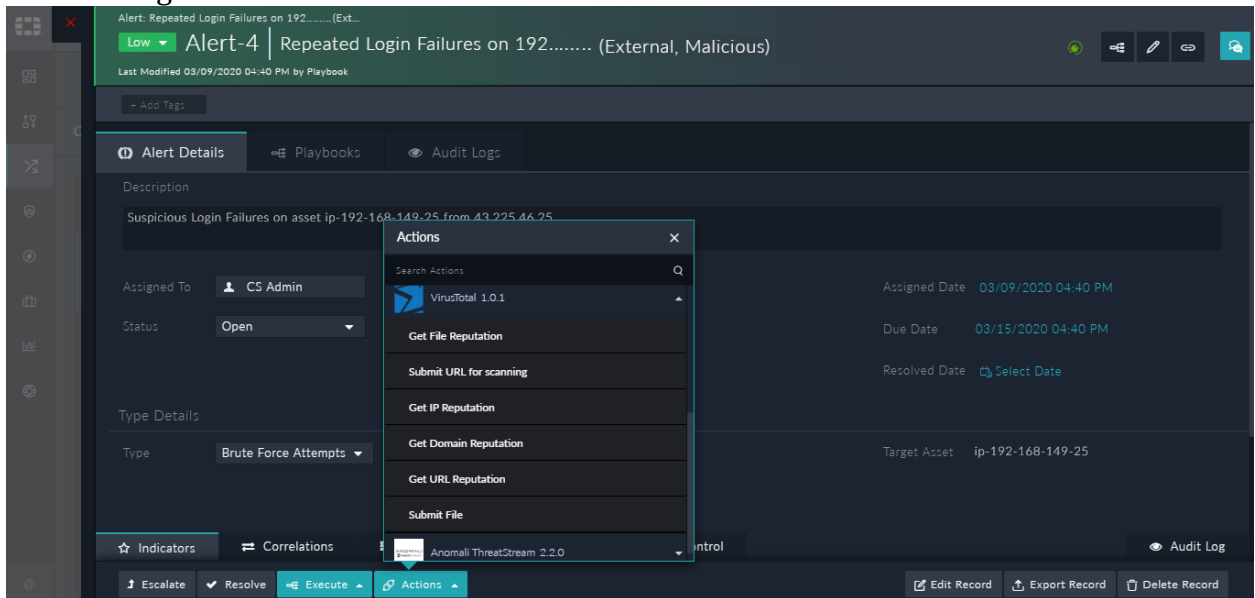 Alert: Repeated Login Failures on 192........(Ext...
Low Alert-4 | Repeated Login Failures on 192........ (External, Malicious)
Last Modified 03/09/2020 04:40 PM by Playbook
+ Add Tags
Alert Details Playbooks Audit Logs
Description
Suspicious Login Failures on asset ip-192-168-149-25 from 43.225.46.25
Actions
Search Actions
VirusTotal 1.0.1
Get File Reputation
Submit URL for scanning
Get IP Reputation
Get Domain Reputation
Get URL Reputation
Submit File
Anomali ThreatStream 2.2.0
Assigned To CS Admin
Assigned Date 03/09/2020 04:40 PM
Status Open
Due Date 03/15/2020 04:40 PM
Resolved Date Select Date
Type Details
Type Brute Force Attempts
Target Asset ip-192-168-149-25
Indicators Correlations ntrol Audit Log
Escalate Resolve Execute Actions Edit Record Export Record Delete Record